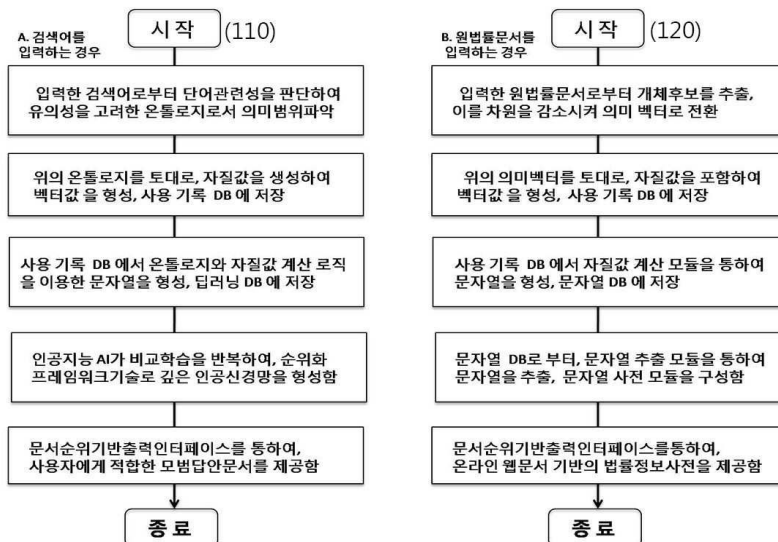 A. 검색어를
입력하는 경우
시작
(110)
입력한 검색어로부터 단어관련성을 판단하여
유의성을 고려한 온톨로지로서 의미범위파악
위의 온톨로지를 토대로, 자질값을 생성하여
벡터값 을 형성, 사용 기록 DB 에 저장
사용 기록 DB 에서 온톨로지와 자질값 계산 로직
을 이용한 문자열을 형성, 딥러닝 DB 에 저장
인공지능 AI가 비교학습을 반복하여, 순위화
프레임워크기술로 깊은 인공신경망을 형성함
문서순위기반출력인터페이스를 통하여,
사용자에게 적합한 모범답안문서를 제공함
종료
B. 원법률문서를
입력하는 경우
시작
(120)
입력한 원법률문서로부터 개체후보를 추출,
이를 차원을 감소시켜 의미 벡터로 전환
위의 의미벡터를 토대로, 자질값을 포함하여
벡터값 을 형성, 사용 기록 DB 에 저장
사용 기록 DB 에서 자질값 계산 모듈을 통하여
문자열을 형성, 문자열 DB 에 저장
문자열 DB로 부터, 문자열 추출 모듈을 통하여
문자열을 추출, 문자열 사전 모듈을 구성함
문서순위기반출력인터페이스를통하여,
온라인 웹문서 기반의 법률정보사전을 제공함
종료